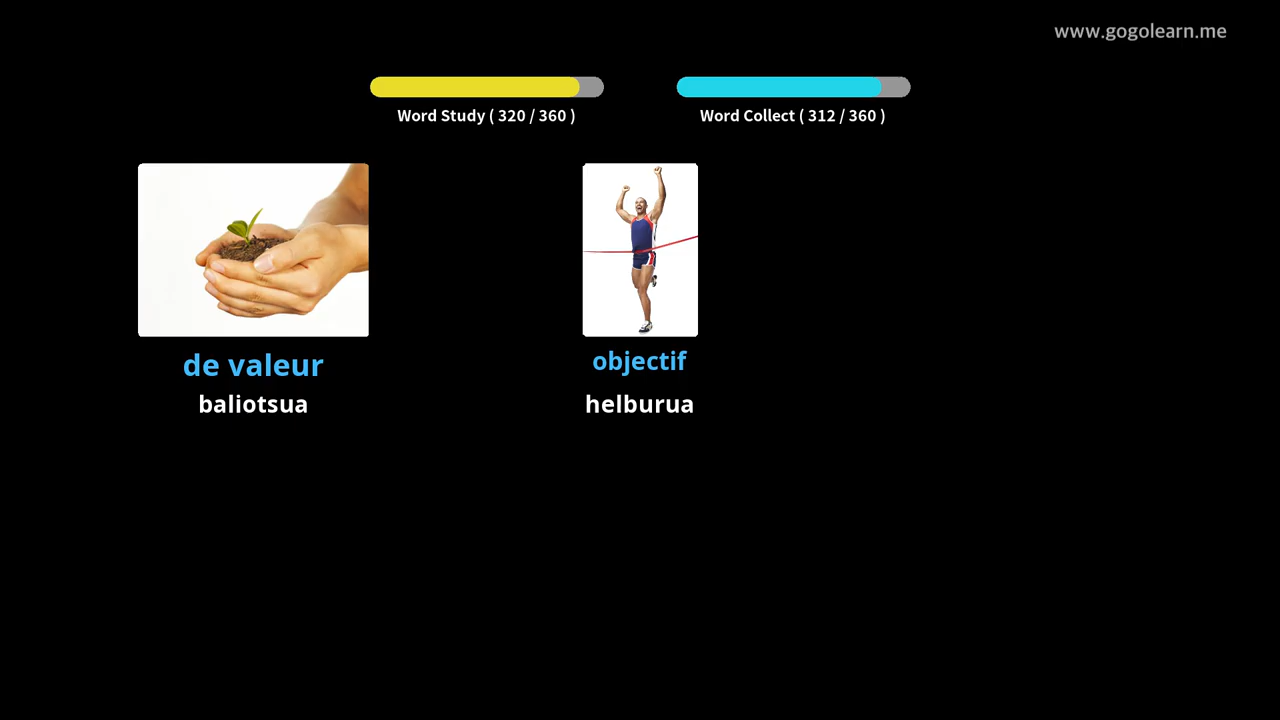 www.gogolearn.me
Word Study ( 320 / 360 )
Word Collect ( 312 / 360 )
de valeur
baliotsua
objectif
helburua